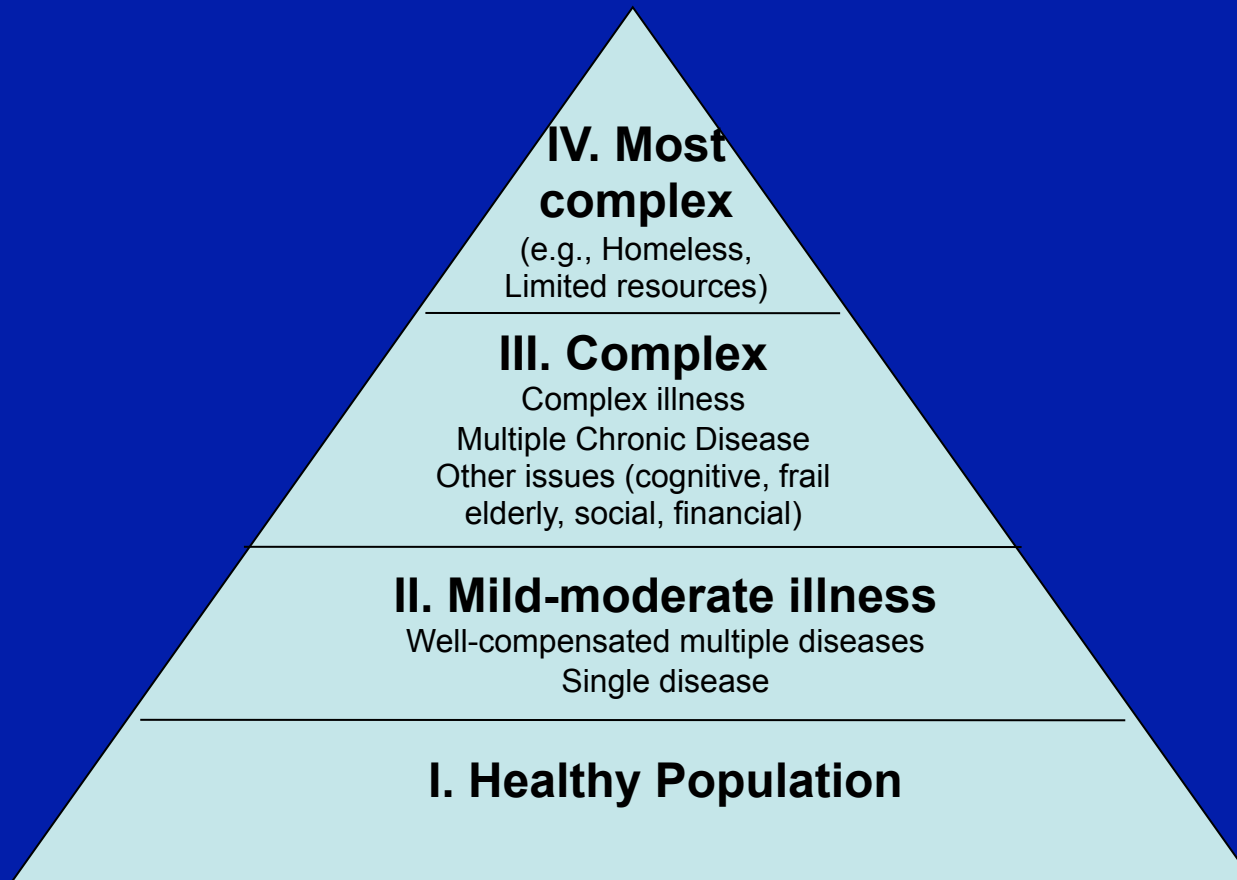 IV. Most
complex
(e.g., Homeless,
Limited resources)
III. Complex
Complex illness
Multiple Chronic Disease
Other issues (cognitive, frail
elderly, social, financial)
II. Mild-moderate illness
Well-compensated multiple diseases
Single disease
I. Healthy Population